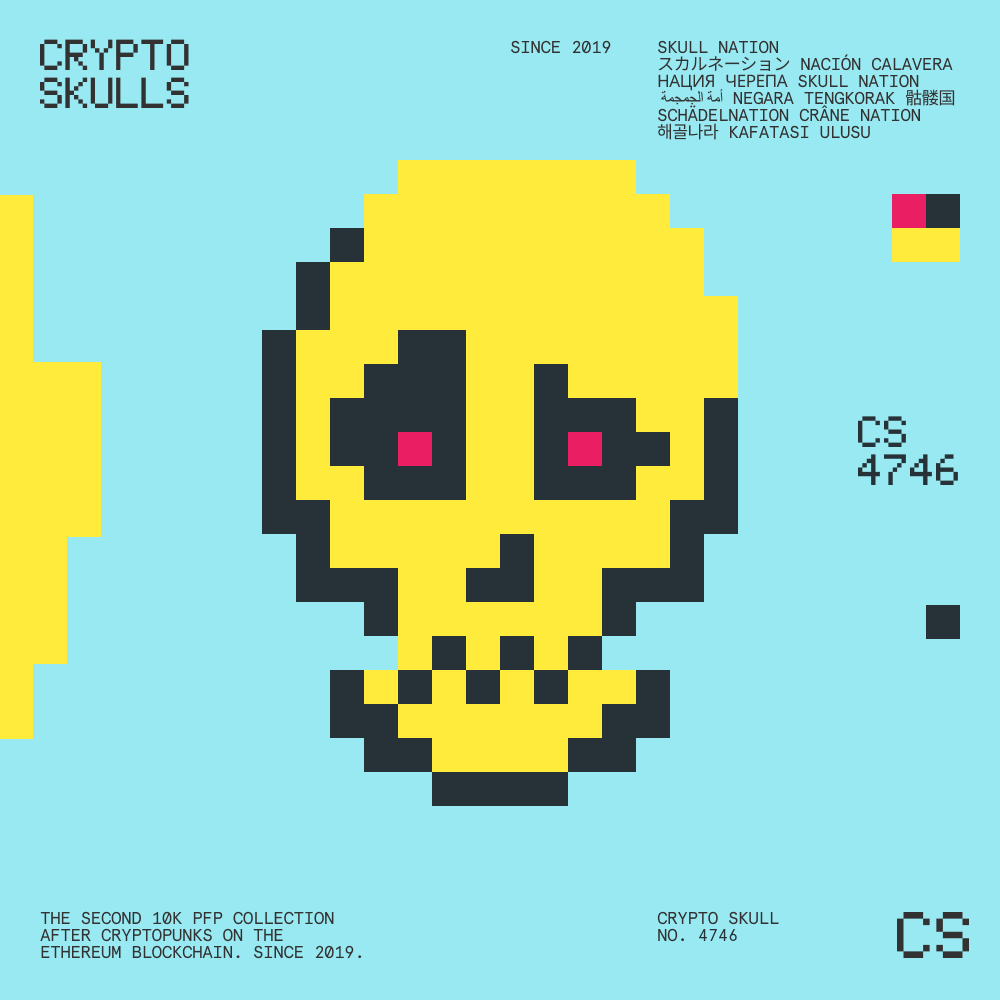 CRYPTO
SKULLS
SINCE 2019
SKULL NATION
スカルネーション NACIÓN CALAVERA
НАЦИЯ ЧЕРЕПА SKULL NATION
أمة الجمجمة NEGARA TENGKORAK 骷髅国
SCHÄDELNATION CRÂNE NATION
해골나라 KAFATASI ULUSU
CS
4746
THE SECOND 10K PFP COLLECTION
AFTER CRYPTOPUNKS ON THE
ETHEREUM BLOCKCHAIN. SINCE 2019.
CRYPTO SKULL
NO. 4746
CS